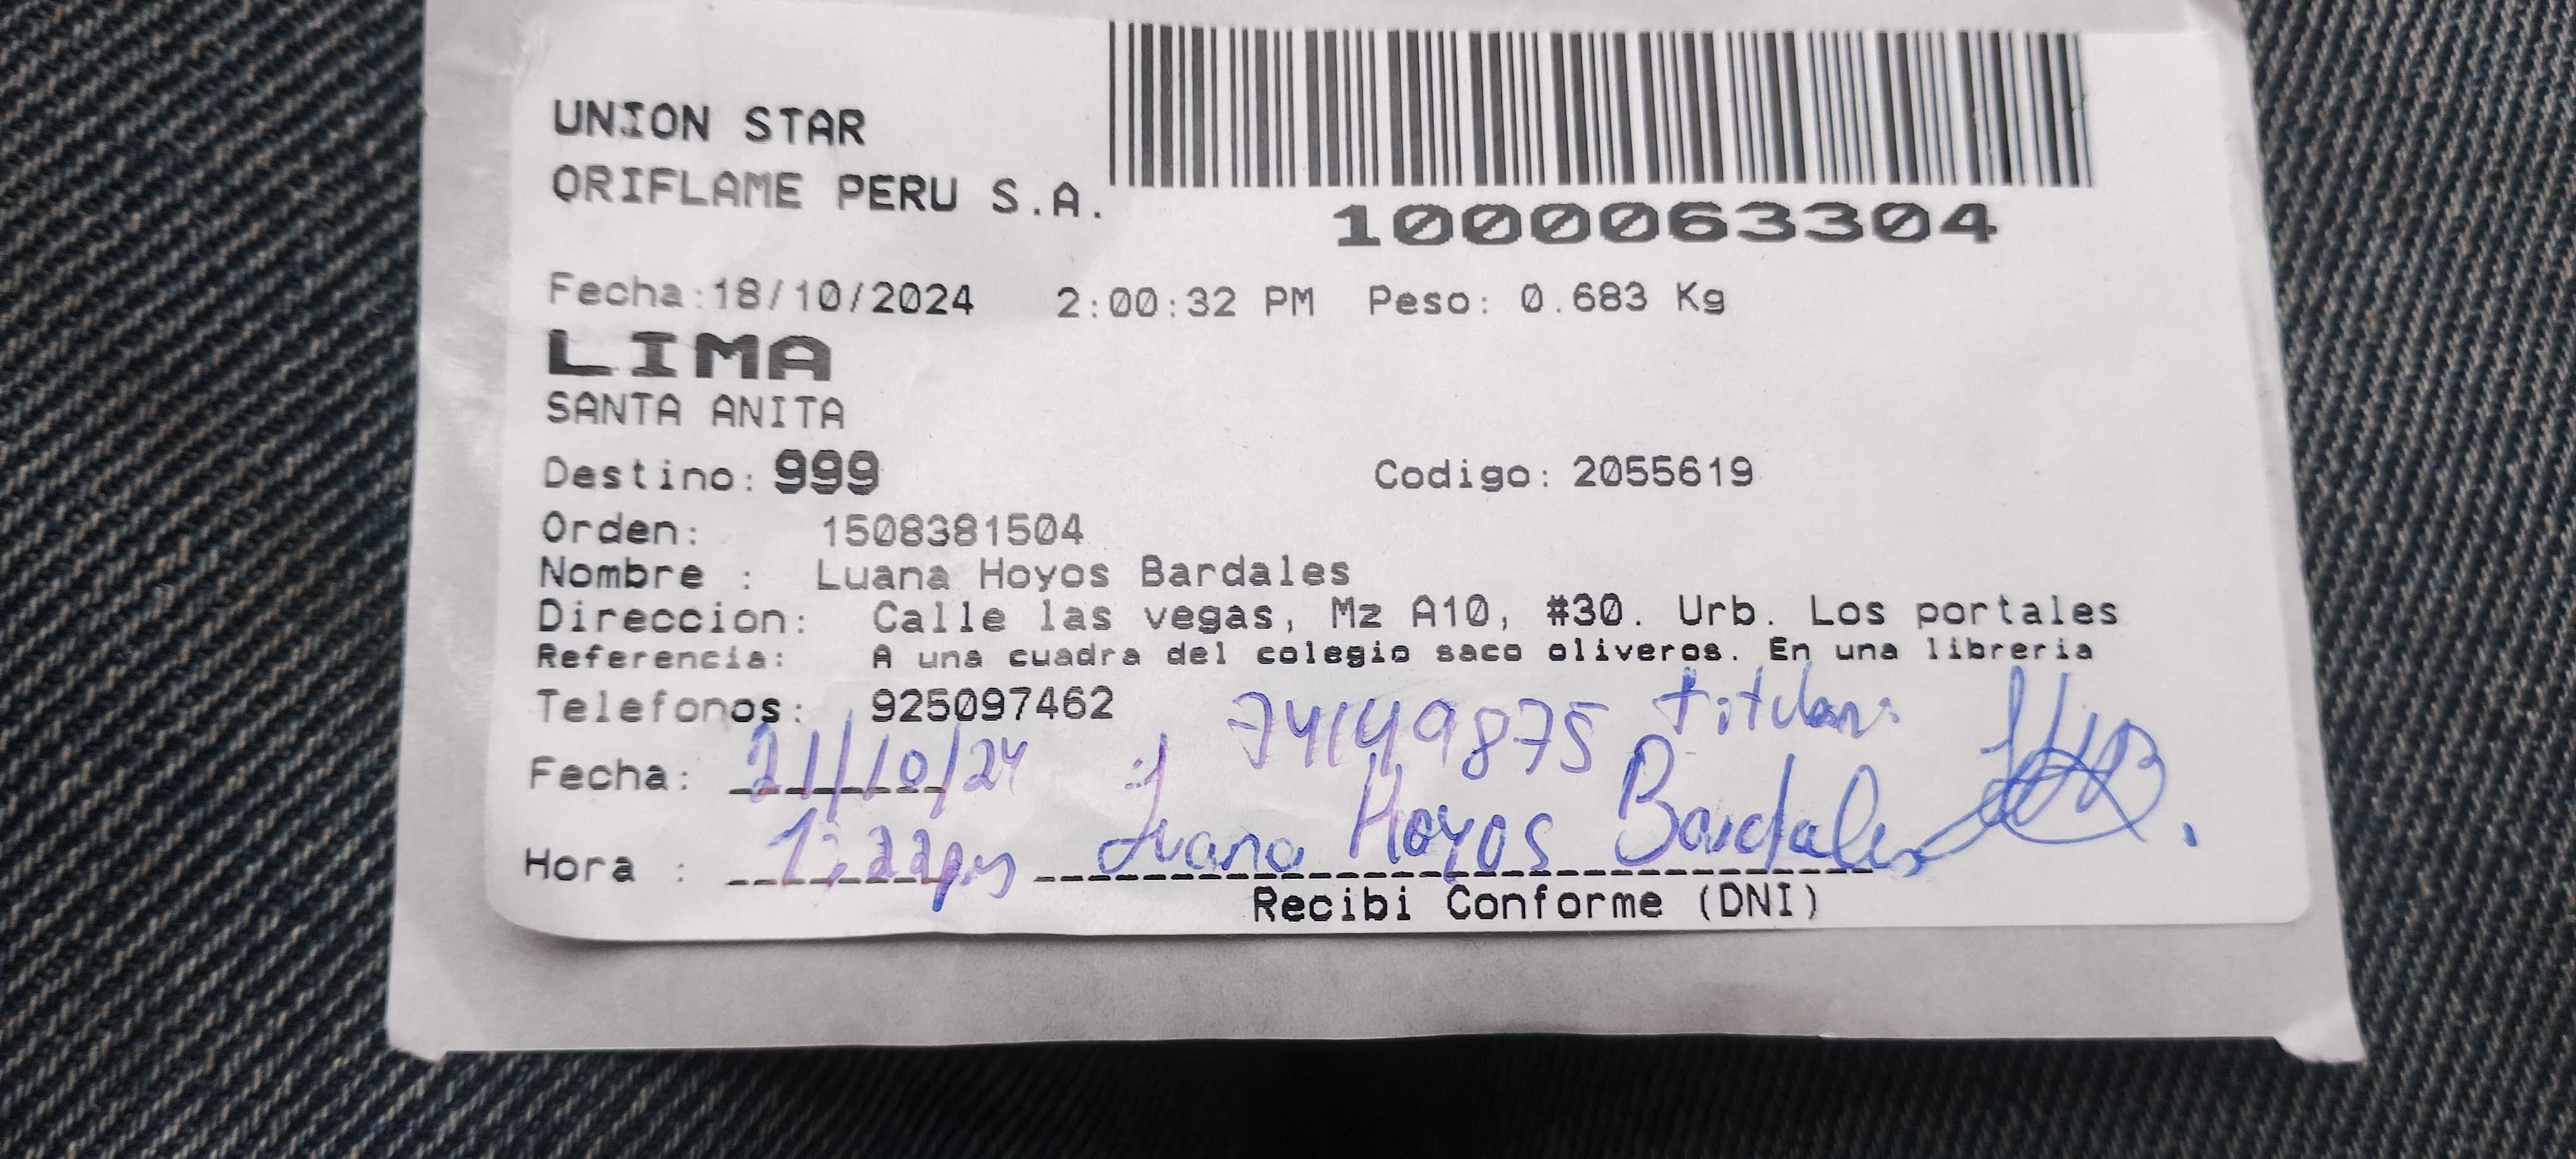 UNION STAR
ORIFLAME PERU S.A.
1000063304
Fecha:18/10/2024 2:00:32 PM Peso: 0.683 Kg
LIMA
SANTA ANITA
Destino: 999 Codigo: 2055619
Orden: 1508381504
Nombre : Luana Hoyos Bardales
Direccion: Calle las vegas, Mz A10, #30. Urb. Los portales
Referencia: A una cuadra del colegio saco oliveros. En una libreria
Telefonos: 925097462 74149875 titular:
Fecha: 21/10/24
Hora : 1:22pm Luana Hoyos Bardales
Recibi Conforme (DNI)